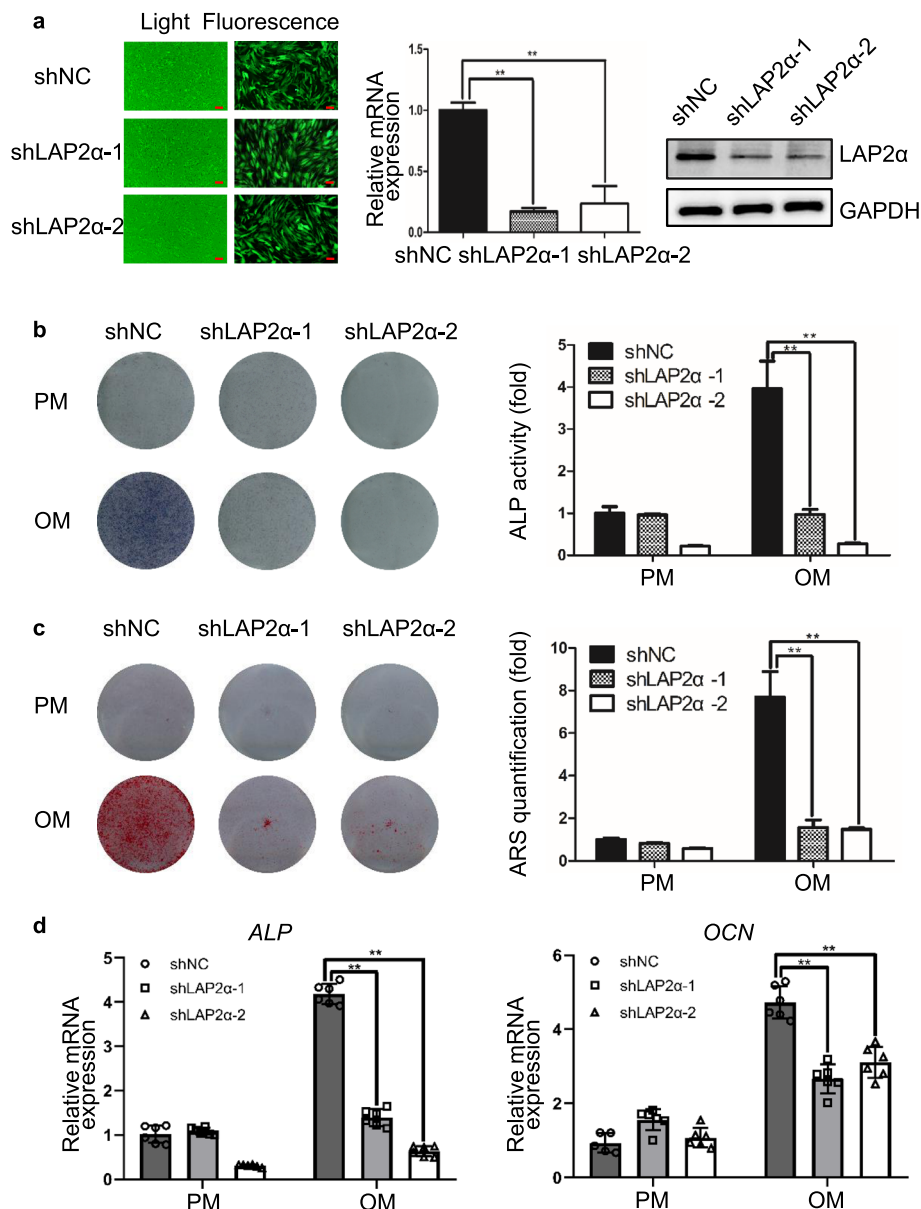 a
Light Fluorescence
shNC
shLAP2α-1
shLAP2α-2
Relative mRNA
expression
1.0
0.5
0.0
**
**
shNC shLAP2α-1 shLAP2α-2
shNC
shLAP2α-1
shLAP2α-2
LAP2α
GAPDH
b
shNC shLAP2α-1 shLAP2α-2
PM
OM
ALP activity (fold)
5
4
3
2
1
0
shNC
shLAP2α -1
shLAP2α -2
**
**
PM OM
c
shNC shLAP2α-1 shLAP2α-2
PM
OM
ARS quantification (fold)
10
8
6
4
2
0
shNC
shLAP2α -1
shLAP2α -2
**
**
PM OM
d
ALP
Relative mRNA
expression
5
4
3
2
1
0
shNC
shLAP2α-1
shLAP2α-2
**
**
PM OM
OCN
Relative mRNA
expression
6
4
2
0
shNC
shLAP2α-1
shLAP2α-2
**
**
PM OM